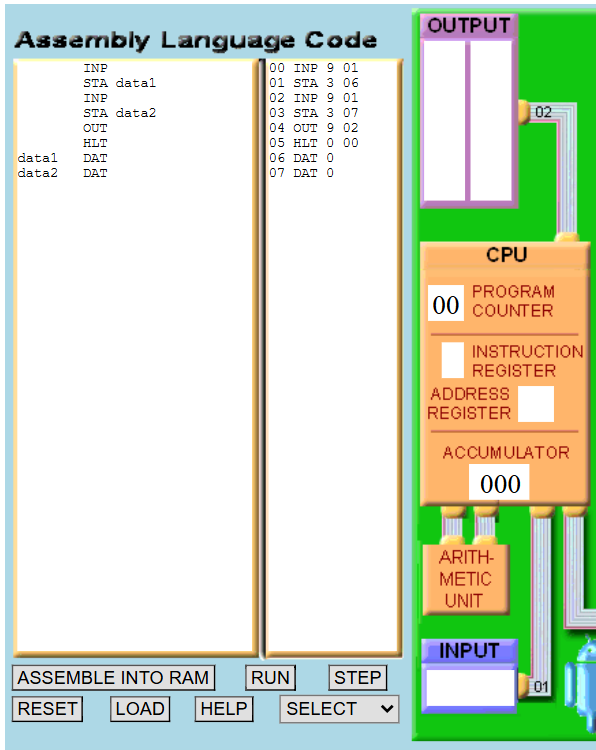 Assembly Language Code
INP
STA data1
INP
STA data2
OUT
HLT
data1 DAT
data2 DAT
00 INP 9 01
01 STA 3 06
02 INP 9 01
03 STA 3 07
04 OUT 9 02
05 HLT 0 00
06 DAT 0
07 DAT 0
ASSEMBLE INTO RAM RUN STEP
RESET LOAD HELP SELECT
OUTPUT
02
CPU
00 PROGRAM
COUNTER
INSTRUCTION
REGISTER
ADDRESS
REGISTER
ACCUMULATOR
000
ARITH-
METIC
UNIT
INPUT
01